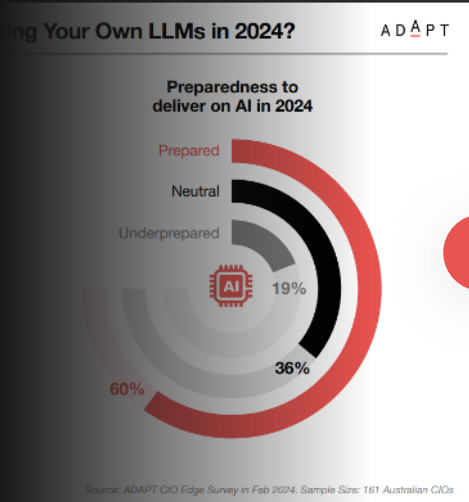 ing Your Own LLMs in 2024?
ADAPT
Preparedness to
deliver on AI in 2024
Prepared
Neutral
Underprepared
AI
19%
36%
60%
Source: ADAPT CIO Edge Survey in Feb 2024. Sample Size: 161 Australian CIOs